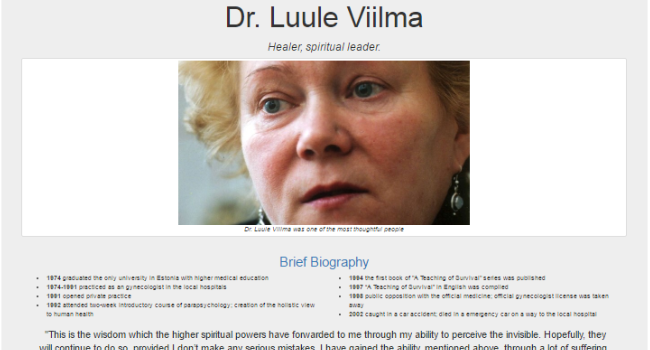 Dr. Luule Viilma
Healer, spiritual leader.
Dr. Luule Viilma was one of the most thoughtful people
Brief Biography
1974 graduated the only university in Estonia with higher medical education
1974-1991 practiced as an gynecologist in the local hospitals
1991 opened private practice
1992 attended two-week introductory course of parapsychology; creation of the holistic view
to human health
1994 the first book of "A Teaching of Survival" series was published
1997 "A Teaching of Survival" in English was compiled
1998 public opposition with the official medicine; official gynecologist license was taken
away
2002 caught in a car accident; died in a emergency car on a way to the local hospital
"This is the wisdom which the higher spiritual powers have forwarded to me through my ability to perceive the invisible. Hopefully, they
will continue to do so, provided I don't make any serious mistakes. I have gained the ability, mentioned above, through a lot of suffering